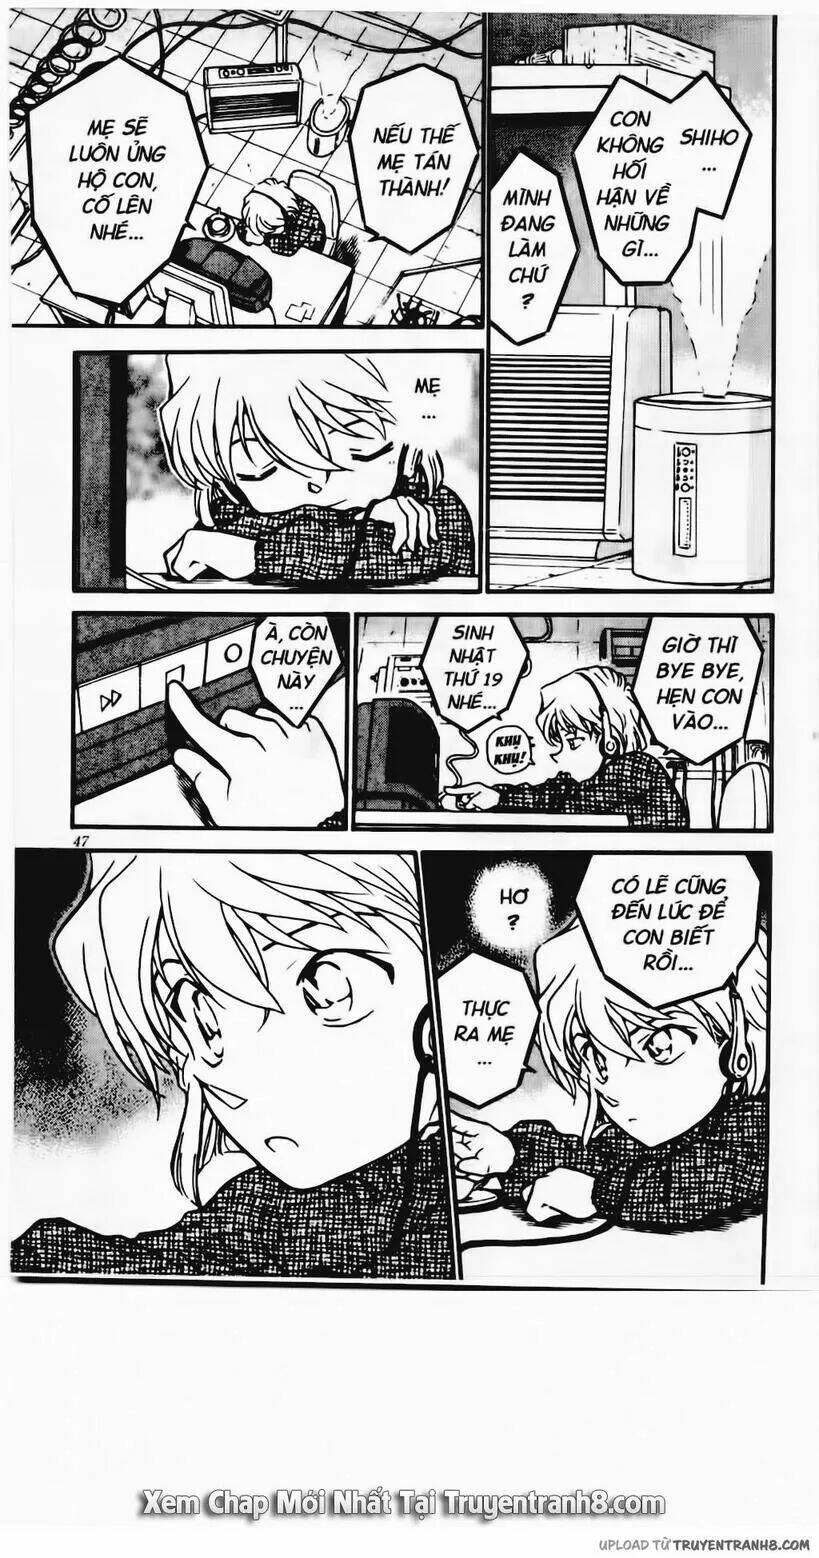 SHIHO
...
CON
KHÔNG
HỐI
HẬN VỀ
NHỮNG
GÌ...
MÌNH
ĐANG
LÀM
CHỨ
?
NẾU THẾ
MẸ TÁN
THÀNH!
MẸ SẼ
LUÔN ỦNG
HỘ CON,
CỐ LÊN
NHÉ...
MẸ
...
GIỜ THÌ
BYE BYE,
HẸN CON
VÀO...
SINH
NHẬT
THỨ 19
NHÉ...
KHỤ
KHỤ!
À, CÒN
CHUYỆN
NÀY
...
47
CÓ LẼ CŨNG
ĐẾN LÚC ĐỂ
CON BIẾT
RỒI...
HƠ
?
THỰC
RA MẸ
...
Xem Chap Mới Nhất Tại Truyentranh8.com
UPLOAD TỪ TRUYENTRANH8.COM